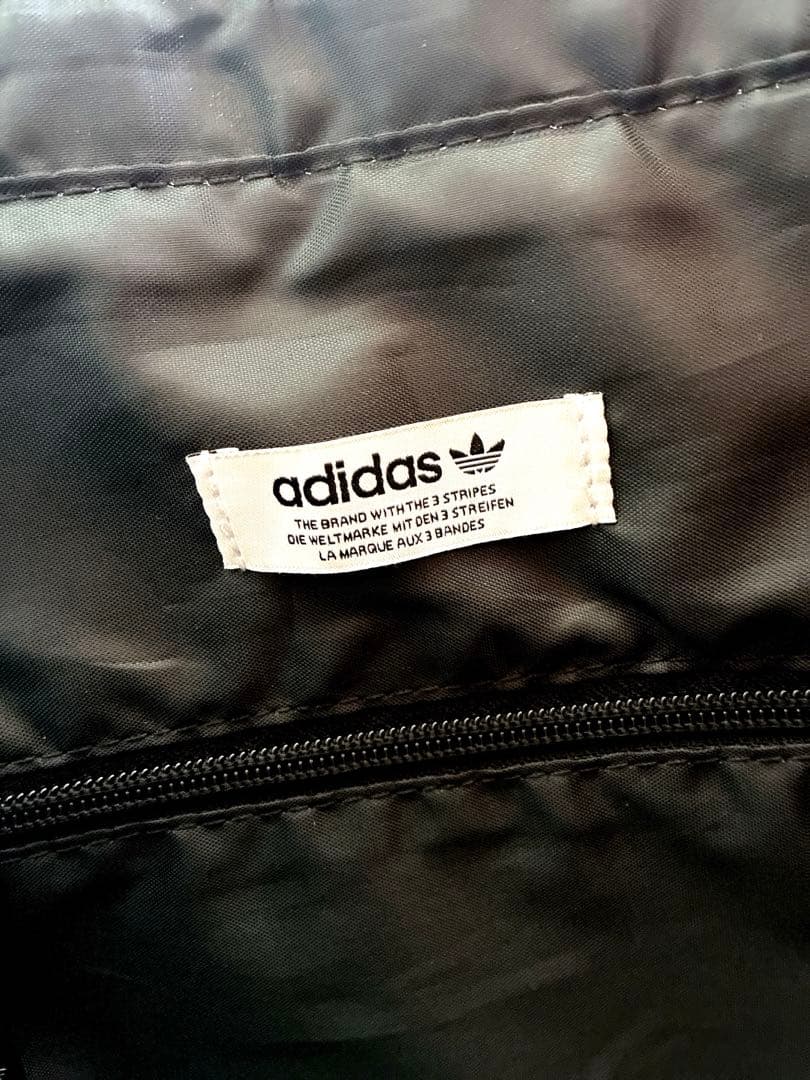 adidas
THE BRAND WITH THE 3 STRIPES
DIE WELTMARKE MIT DEN 3 STREIFEN
LA MARQUE AUX 3 BANDES